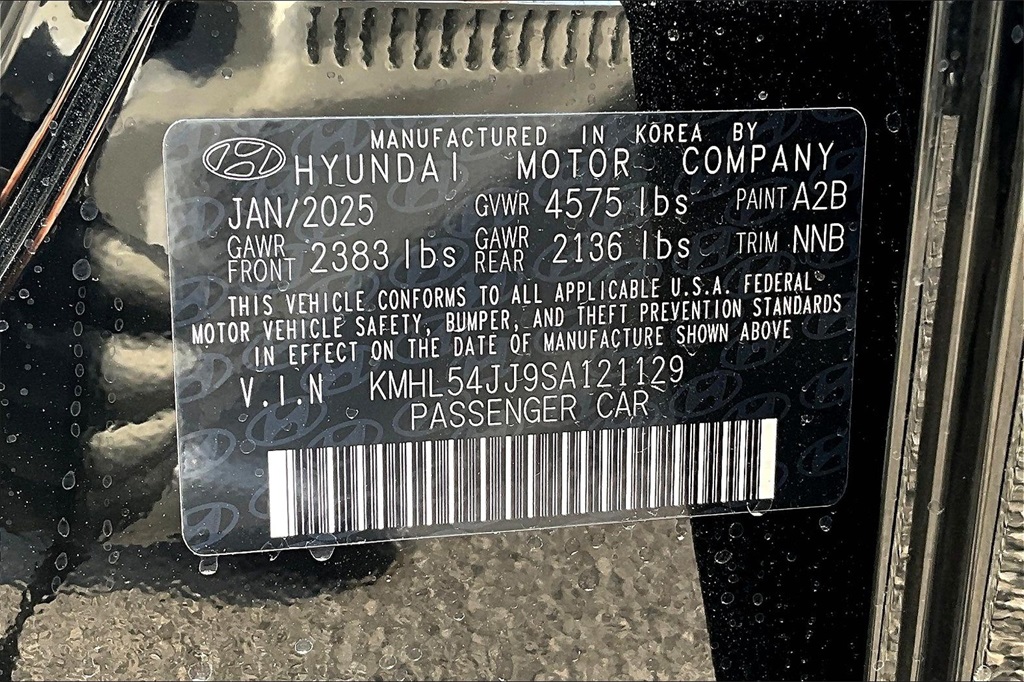 MANUFACTURED IN KOREA BY
HYUNDAI MOTOR COMPANY
JAN/2025 GVWR 4575 lbs PAINT A2B
GAWR FRONT 2383 lbs GAWR REAR 2136 lbs TRIM NNB
THIS VEHICLE CONFORMS TO ALL APPLICABLE U.S.A. FEDERAL
MOTOR VEHICLE SAFETY, BUMPER, AND THEFT PREVENTION STANDARDS
IN EFFECT ON THE DATE OF MANUFACTURE SHOWN ABOVE
V.I.N KMHL54JJ9SA121129
PASSENGER CAR